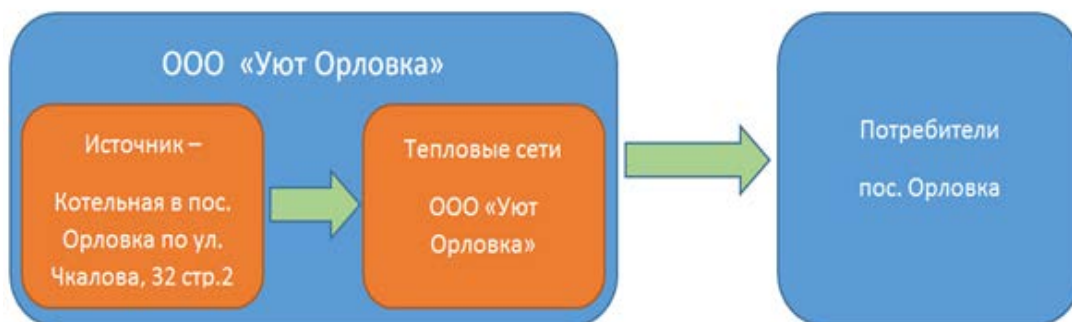 ООО «Уют Орловка»
Источник –
Котельная в пос.
Орловка по ул.
Чкалова, 32 стр.2
Тепловые сети
ООО «Уют
Орловка»
Потребители
пос. Орловка